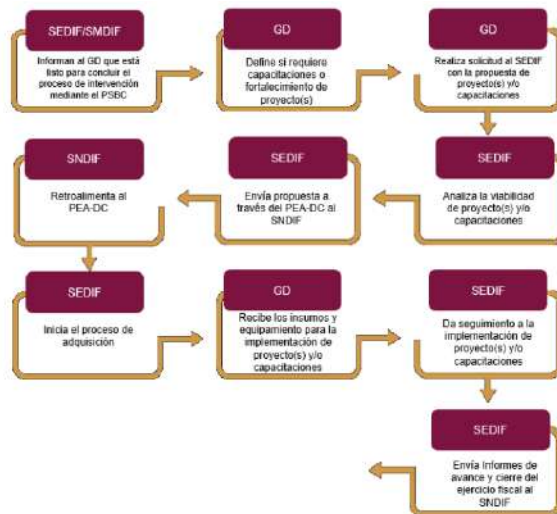 SEDIF/SMDIF
Informan al GD que está
listo para concluir el
proceso de intervención
mediante el PSBC
GD
Define si requiere
capacitaciones o
fortalecimiento de
proyecto(s)
GD
Realiza solicitud al SEDIF
con la propuesta de
proyecto(s) y/o
capacitaciones
SEDIF
Analiza la viabilidad
de proyecto(s) y/o
capacitaciones
SEDIF
Envía propuesta a
través del PEA-DC al
SNDIF
SNDIF
Retroalimenta al
PEA-DC
SEDIF
Inicia el proceso de
adquisición
GD
Recibe los insumos y
equipamiento para la
implementación de
proyecto(s) y/o
capacitaciones
SEDIF
Da seguimiento a la
implementación de
proyecto(s) y/o
capacitaciones
SEDIF
Envía Informes de
avance y cierre del
ejercicio fiscal al
SNDIF